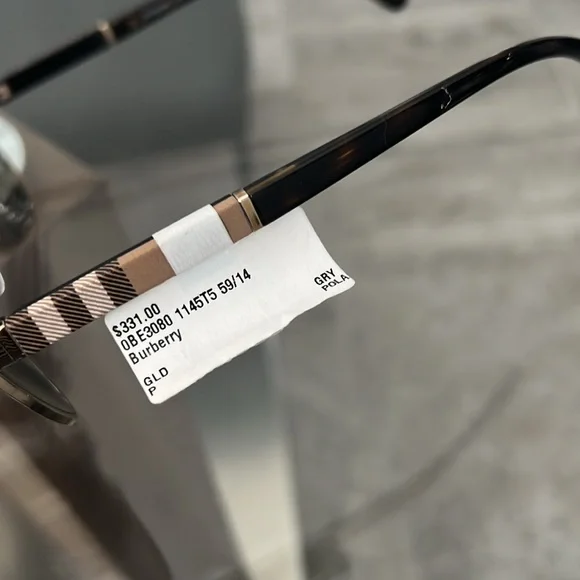 $331.00
0BE3080 1145T5 59/14
Burberry
GLD
P
GRY
POLA